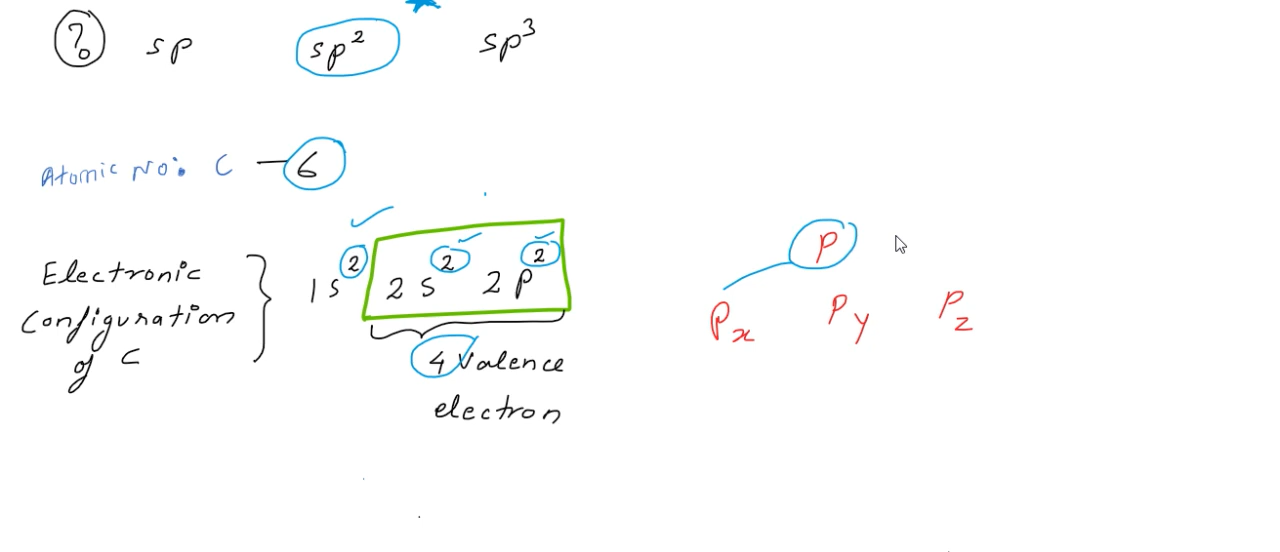 ? sp sp² sp³
Atomic No: C - 6
Electronic Configuration of C } 1s² 2s² 2p²
4 Valence
electron
P
Px Py Pz